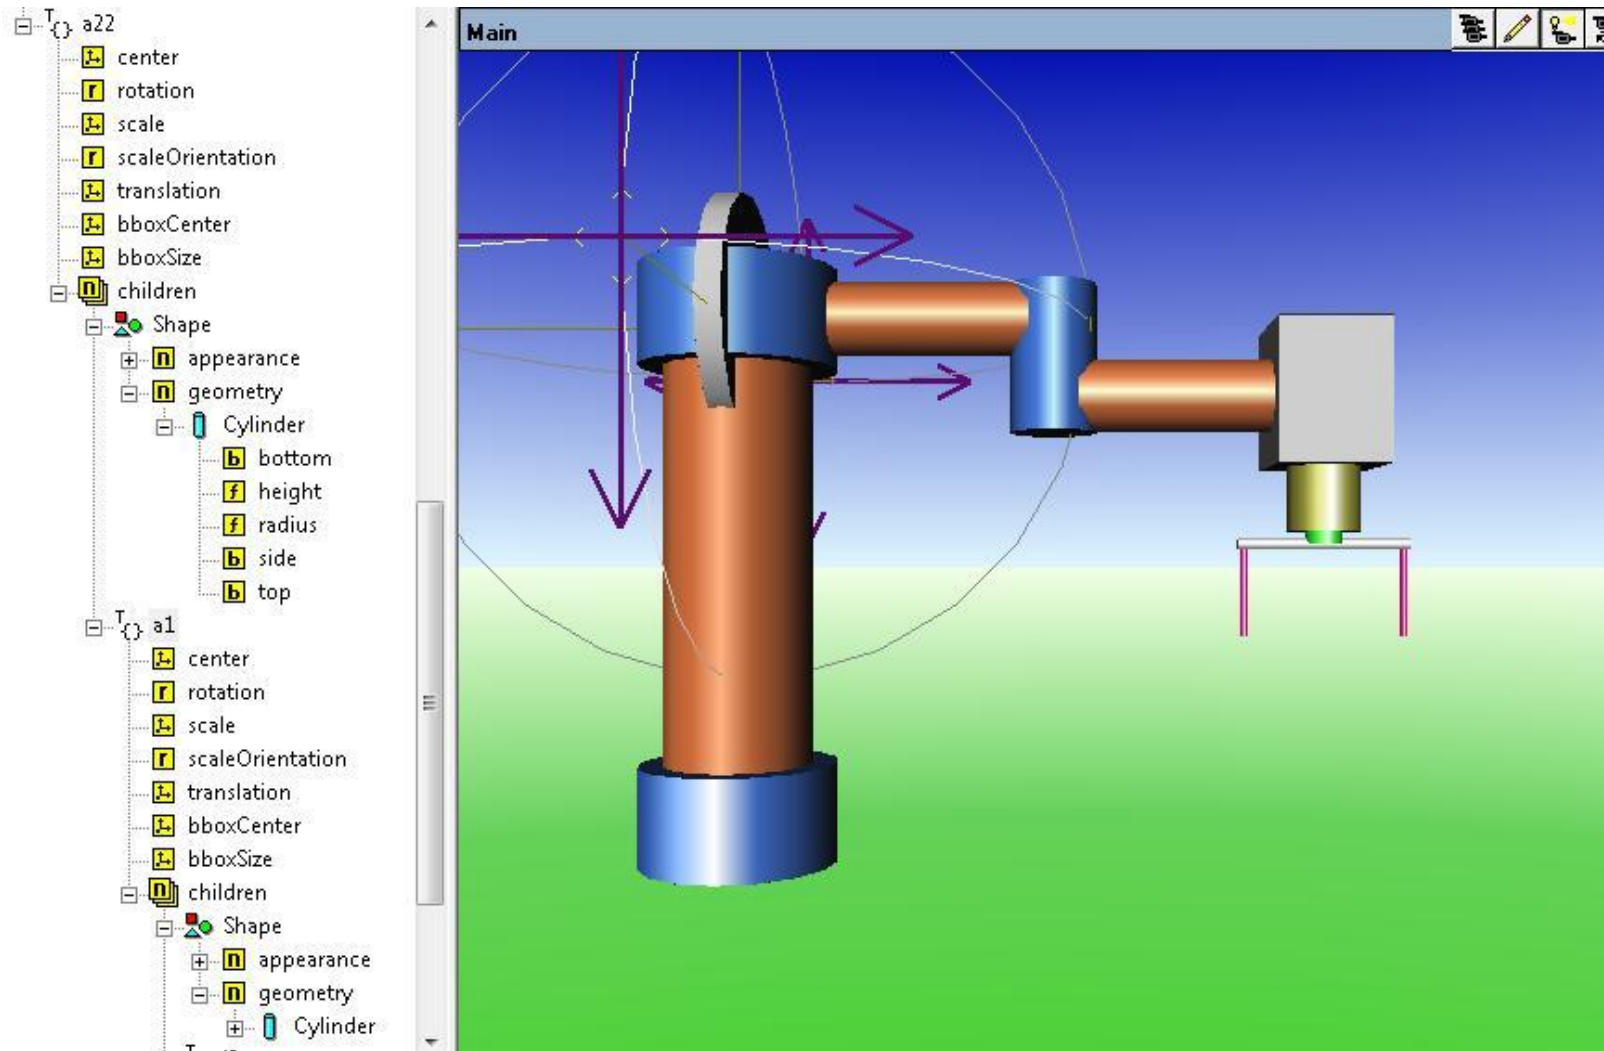 a22
center
rotation
scale
scaleOrientation
translation
bboxCenter
bboxSize
children
Shape
appearance
geometry
Cylinder
bottom
height
radius
side
top
a1
center
rotation
scale
scaleOrientation
translation
bboxCenter
bboxSize
children
Shape
appearance
geometry
Cylinder
Main